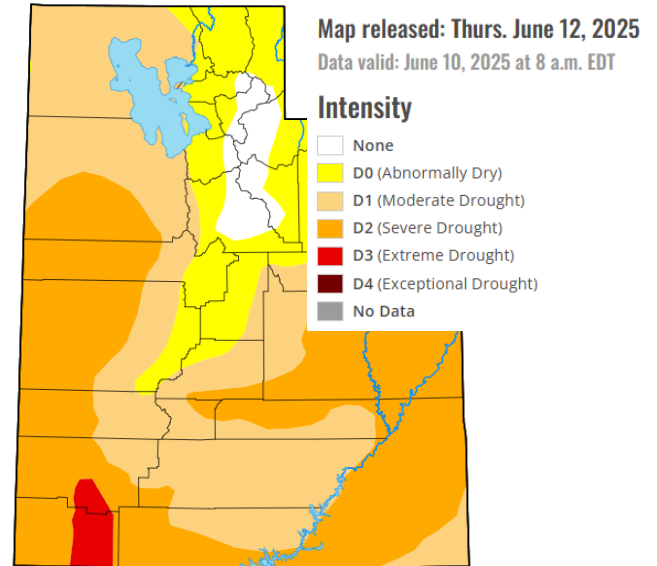 Map released: Thurs. June 12, 2025
Data valid: June 10, 2025 at 8 a.m. EDT
Intensity
None
D0 (Abnormally Dry)
D1 (Moderate Drought)
D2 (Severe Drought)
D3 (Extreme Drought)
D4 (Exceptional Drought)
No Data